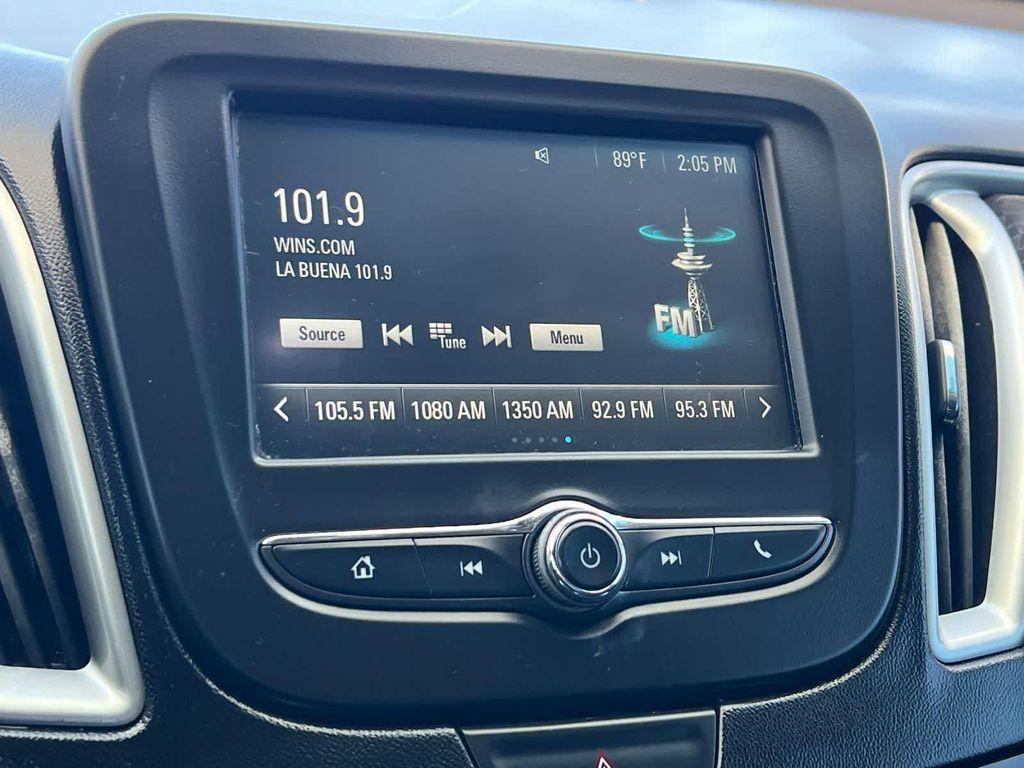 89°F 2:05 PM
101.9
WINS.COM
LA BUENA 101.9
FM
Source Tune Menu
105.5 FM 1080 AM 1350 AM 92.9 FM 95.3 FM